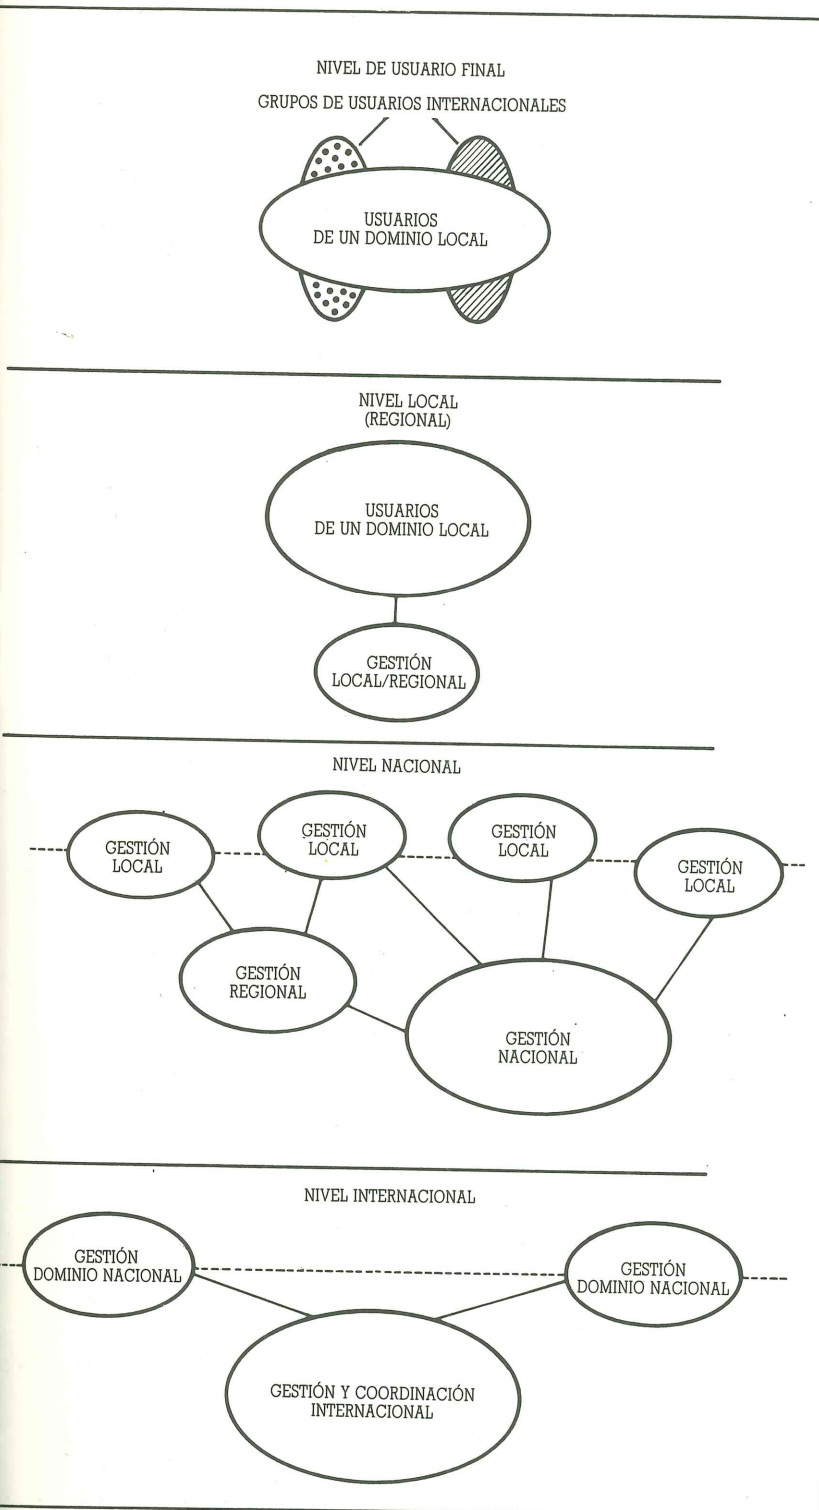 NIVEL DE USUARIO FINAL
GRUPOS DE USUARIOS INTERNACIONALES
USUARIOS
DE UN DOMINIO LOCAL
NIVEL LOCAL
(REGIONAL)
USUARIOS
DE UN DOMINIO LOCAL
GESTIÓN
LOCAL/REGIONAL
NIVEL NACIONAL
GESTIÓN
LOCAL
GESTIÓN
LOCAL
GESTIÓN
LOCAL
GESTIÓN
LOCAL
GESTIÓN
REGIONAL
GESTIÓN
NACIONAL
NIVEL INTERNACIONAL
GESTIÓN
DOMINIO NACIONAL
GESTIÓN
DOMINIO NACIONAL
GESTIÓN Y COORDINACIÓN
INTERNACIONAL